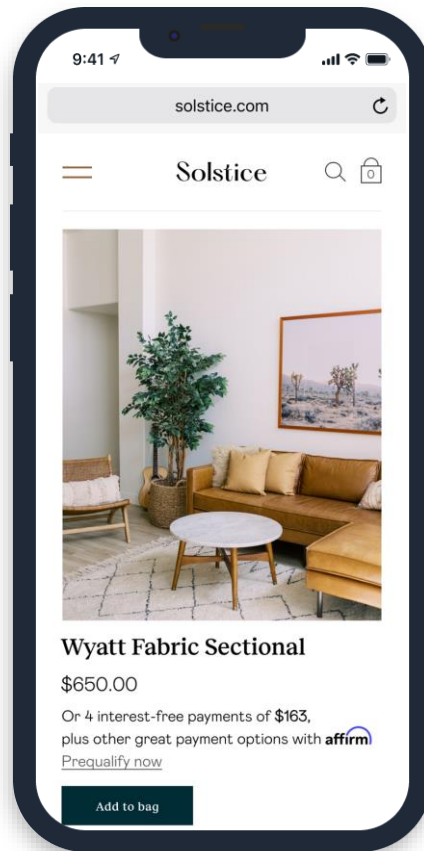 9:41
solstice.com
Solstice
0
Wyatt Fabric Sectional
$650.00
Or 4 interest-free payments of $163,
plus other great payment options with affirm
Prequalify now
Add to bag